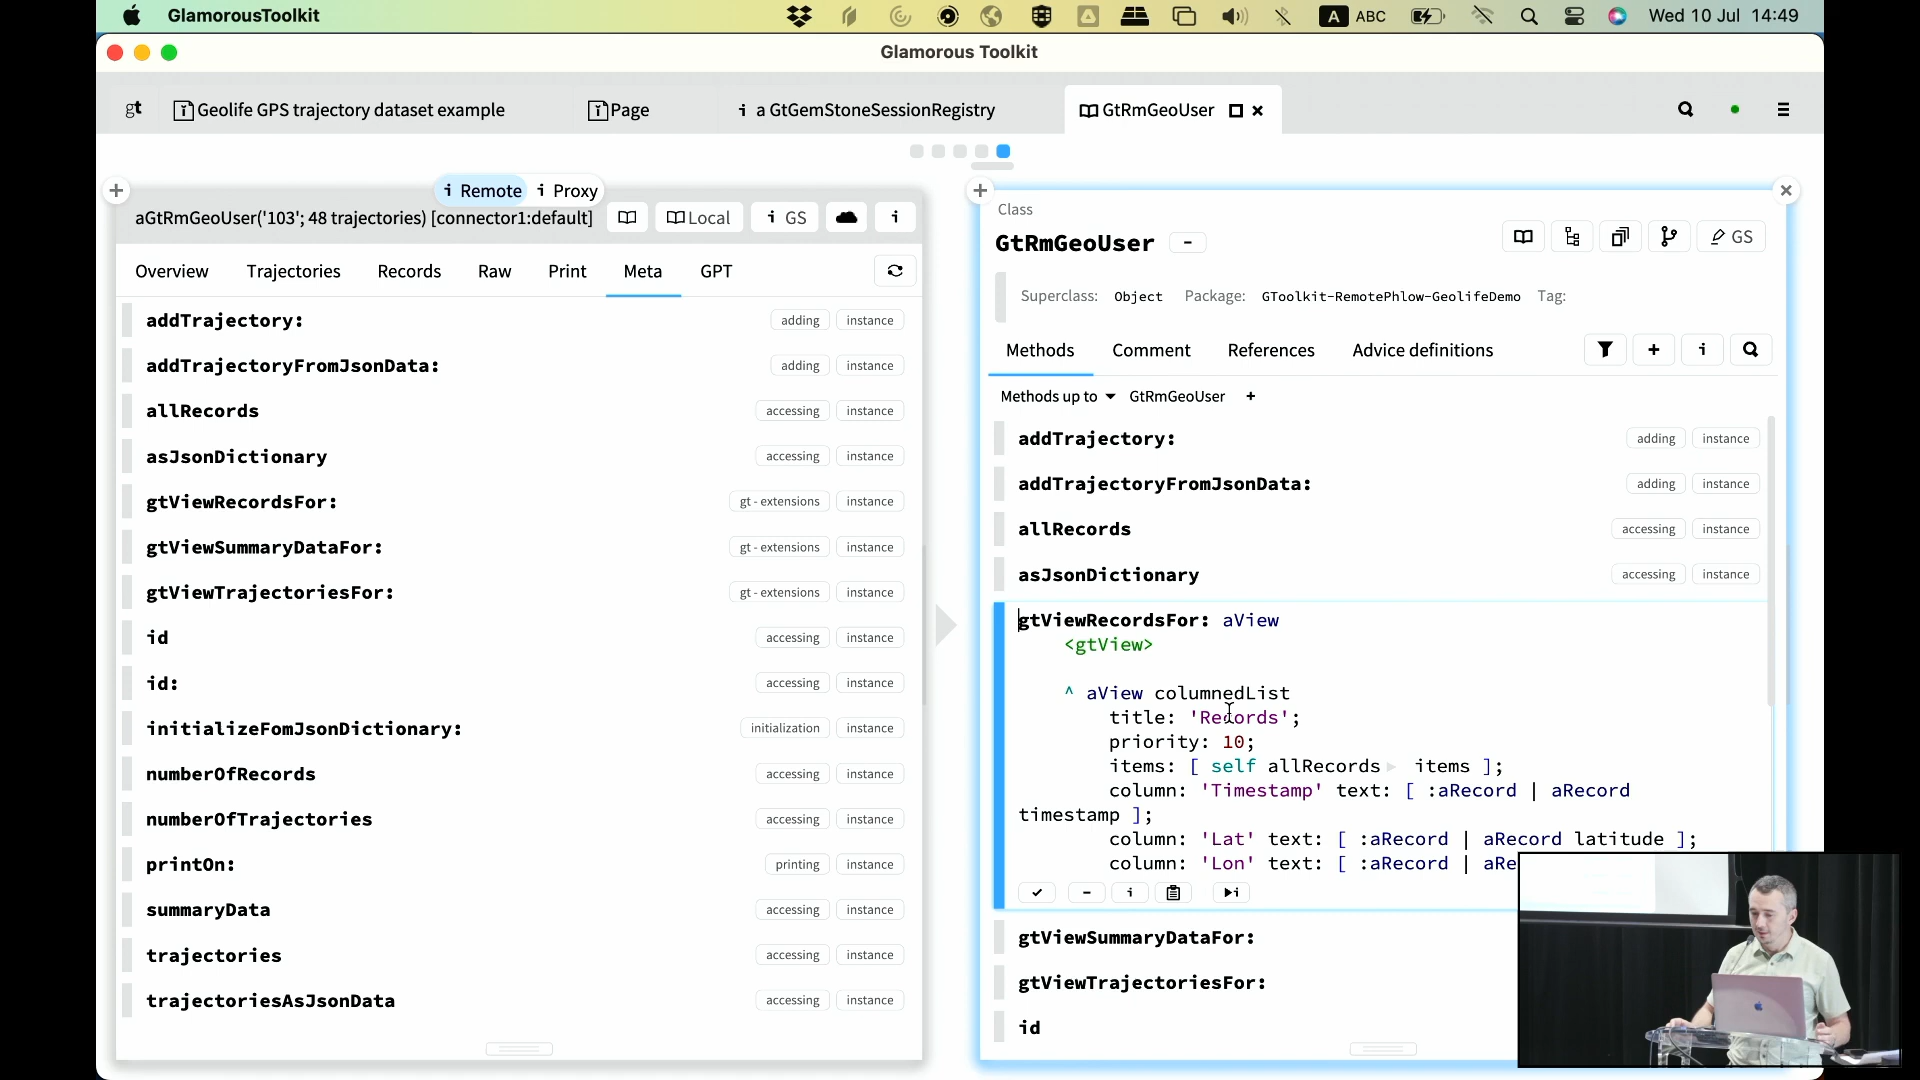 GlamorousToolkit
A ABC
Wed 10 Jul 14:49
Glamorous Toolkit
gt
Geolife GPS trajectory dataset example
Page
i a GtGemStoneSessionRegistry
GtRmGeoUser
i Remote
i Proxy
aGtRmGeoUser('103'; 48 trajectories) [connector1:default]
Local
i GS
i
Overview
Trajectories
Records
Raw
Print
Meta
GPT
addTrajectory: adding instance
addTrajectoryFromJsonData: adding instance
allRecords accessing instance
asJsonDictionary accessing instance
gtViewRecordsFor: gt - extensions instance
gtViewSummaryDataFor: gt - extensions instance
gtViewTrajectoriesFor: gt - extensions instance
id accessing instance
id: accessing instance
initializeFomJsonDictionary: initialization instance
numberOfRecords accessing instance
numberOfTrajectories accessing instance
printOn: printing instance
summaryData accessing instance
trajectories accessing instance
trajectoriesAsJsonData accessing instance
Class
GtRmGeoUser -
GS
Superclass: Object Package: GToolkit-RemotePhlow-GeolifeDemo Tag:
Methods
Comment
References
Advice definitions
+ i
Methods up to GtRmGeoUser +
addTrajectory: adding instance
addTrajectoryFromJsonData: adding instance
allRecords accessing instance
asJsonDictionary accessing instance
gtViewRecordsFor: aView
<gtView>
^ aView columnedList
title: 'Records';
priority: 10;
items: [ self allRecords items ];
column: 'Timestamp' text: [ :aRecord | aRecord
timestamp ];
column: 'Lat' text: [ :aRecord | aRecord latitude ];
column: 'Lon' text: [ :aRecord | aRe
gtViewSummaryDataFor:
gtViewTrajectoriesFor:
id